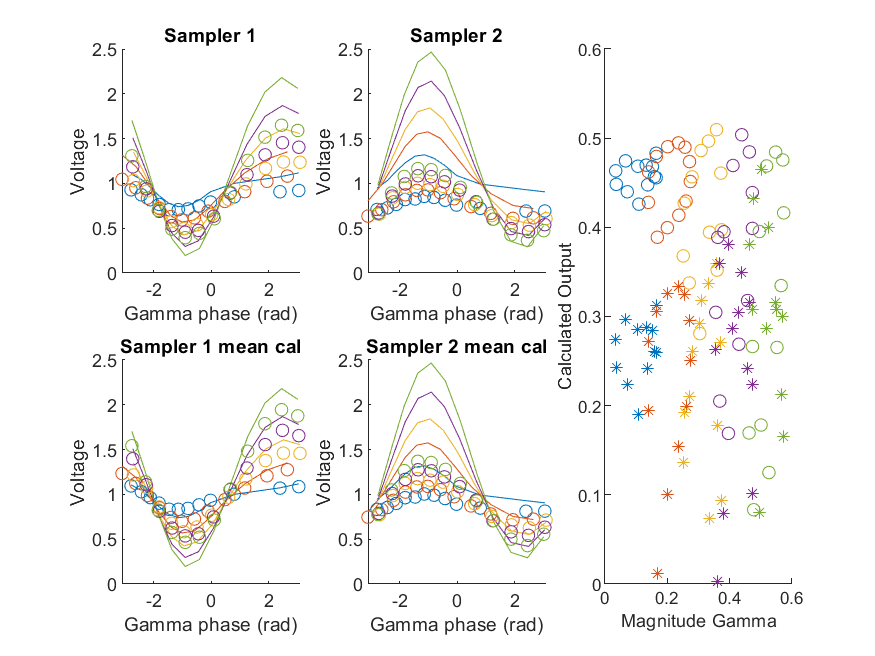 Sampler 1
2.5
2
1.5
1
0.5
0
Voltage
-2 0 2
Gamma phase (rad)
Sampler 2
2.5
2
1.5
1
0.5
0
Voltage
-2 0 2
Gamma phase (rad)
Sampler 1 mean cal
2.5
2
1.5
1
0.5
0
Voltage
-2 0 2
Gamma phase (rad)
Sampler 2 mean cal
2.5
2
1.5
1
0.5
0
Voltage
-2 0 2
Gamma phase (rad)
0.6
0.5
0.4
0.3
0.2
0.1
0
Calculated Output
0 0.2 0.4 0.6
Magnitude Gamma